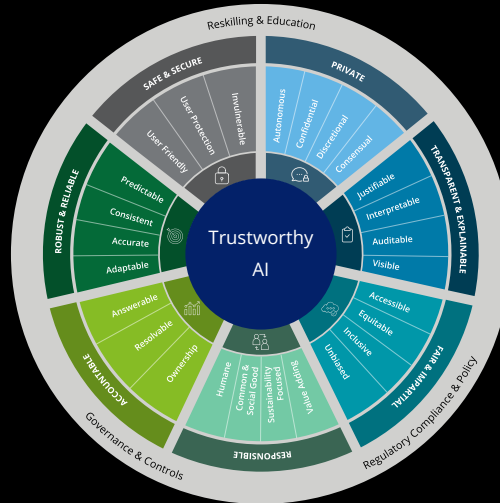 Reskilling & Education
SAFE & SECURE
User Friendly
User Protection
Invulnerable
PRIVATE
Autonomous
Confidential
Discretional
Consensual
TRANSPARENT & EXPLAINABLE
Justifiable
Interpretable
Auditable
Visible
FAIR & IMPARTIAL
Accessible
Equitable
Inclusive
Unbiased
Regulatory Compliance & Policy
RESPONSIBLE
Value Adding
Sustainability
Focused
Common &
Social Good
Humane
Governance & Controls
ACCOUNTABLE
Ownership
Resolvable
Answerable
ROBUST & RELIABLE
Adaptable
Accurate
Consistent
Predictable
Trustworthy
AI